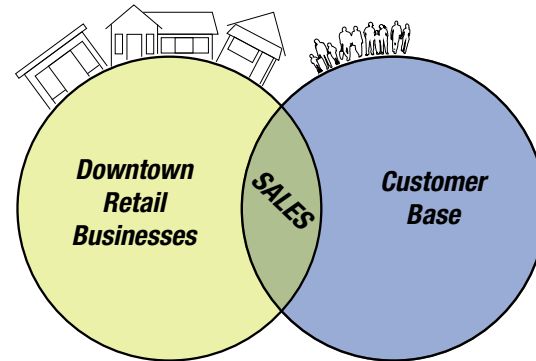 Downtown
Retail
Businesses
SALES
Customer
Base